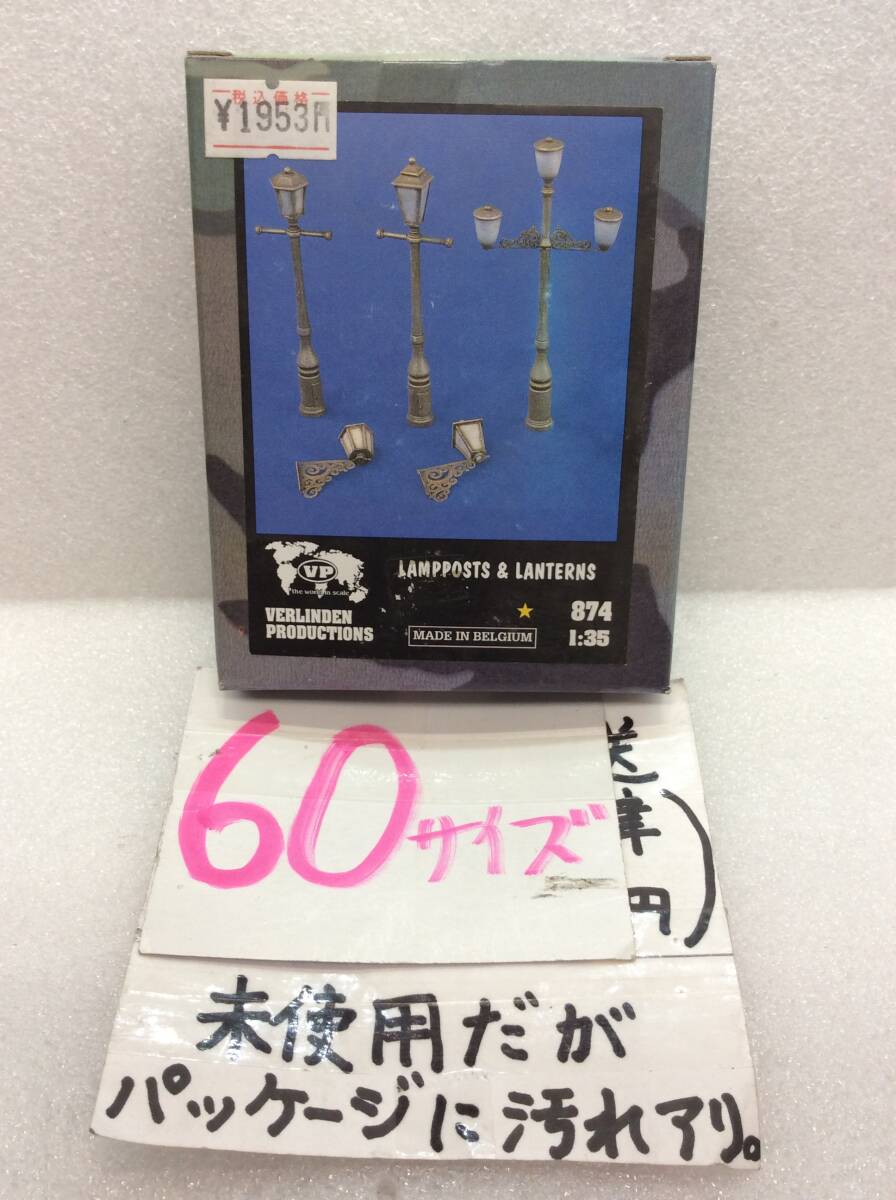 税込価格
¥1953円
VP
The world in scale
VERLINDEN
PRODUCTIONS
LAMPPOSTS & LANTERNS
MADE IN BELGIUM
874
1:35
60サイズ
円)
未使用だが
パッケージに汚れアリ。